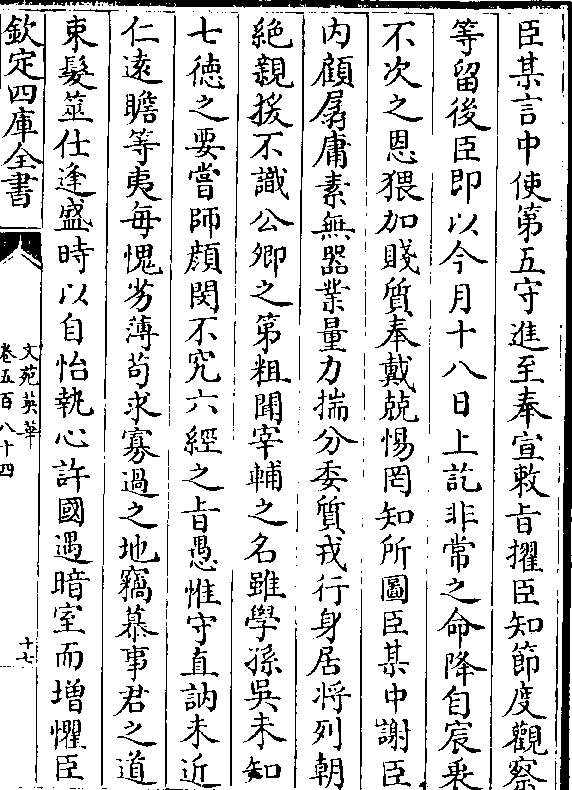 臣某言中使第五守進至奉宣敕㫖擢臣知節度觀察
等留後臣即以今月十八日上訖非常之命降自宸衷
不次之恩猥加賤質奉戴兢惕罔知所圖臣某中謝臣
内顧孱庸素無器業量力揣分委質戎行身居将列朝
絶親援不識公卿之第粗聞宰輔之名雖學孫吳未知
七徳之要嘗師顔閔不究六經之㫖愚惟守直訥未近
仁逺瞻等夷毎愧劣薄茍求寡過之地竊慕事君之道
束髮筮仕逢盛時以自怡執心許國遇暗室而增懼臣
欽定四庫全書
文苑英華
卷五百八十四
十七